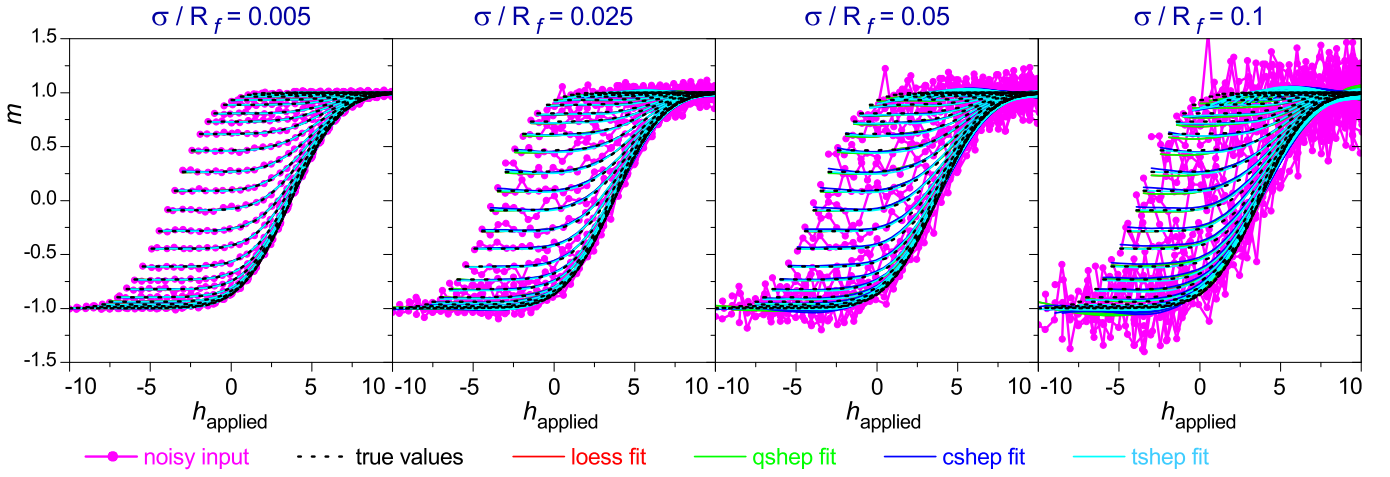 σ / R f = 0.005 σ / R f = 0.025 σ / R f = 0.05 σ / R f = 0.1
1.5
1.0
0.5
0.0
-0.5
-1.0
-1.5
m
-10 -5 0 5 10 -5 0 5 10 -5 0 5 10 -10 -5 0 5 10
h applied h applied h applied h applied
noisy input true values loess fit qshep fit cshep fit tshep fit